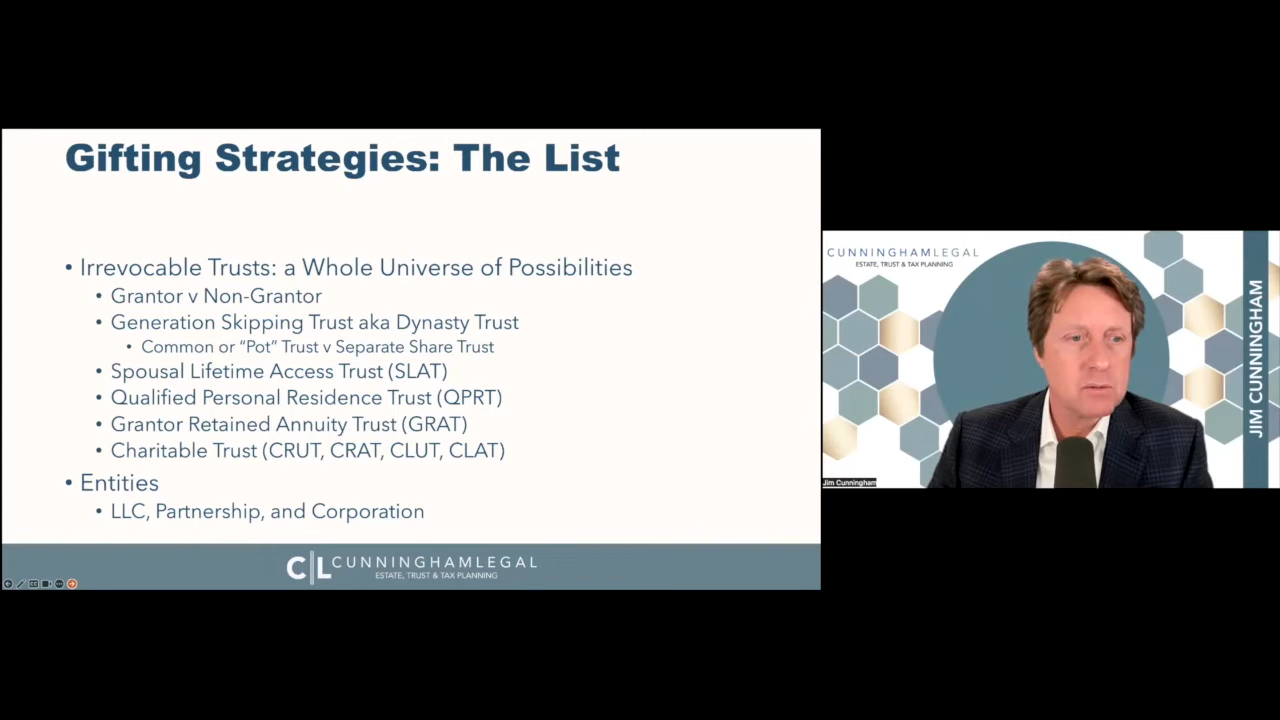 Gifting Strategies: The List
• Irrevocable Trusts: a Whole Universe of Possibilities
• Grantor v Non-Grantor
• Generation Skipping Trust aka Dynasty Trust
• Common or “Pot” Trust v Separate Share Trust
• Spousal Lifetime Access Trust (SLAT)
• Qualified Personal Residence Trust (QPRT)
• Grantor Retained Annuity Trust (GRAT)
• Charitable Trust (CRUT, CRAT, CLUT, CLAT)
• Entities
• LLC, Partnership, and Corporation
CL CUNNINGHAMLEGAL
ESTATE, TRUST & TAX PLANNING
CUNNINGHAMLEGAL
ESTATE, TRUST & TAX PLANNING
JIM CUNNINGHAM
Jim Cunningham